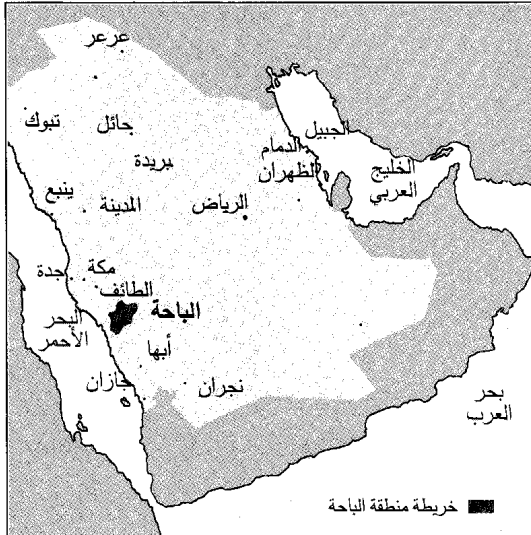 عرعر
تبوك
حائل
الجبيل
الدمام
الظهران
بريدة
الخليج
العربي
ينبع
المدينة
الرياض
مكة
جدة
الطائف
الباحة
البحر
الأحمر
أبها
جازان
نجران
بحر
العرب
خريطة منطقة الباحة